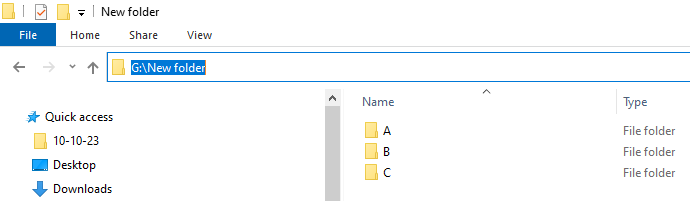 New folder
File Home Share View
G:\New folder
Name Type
Quick access
10-10-23
Desktop
Downloads
A File folder
B File folder
C File folder